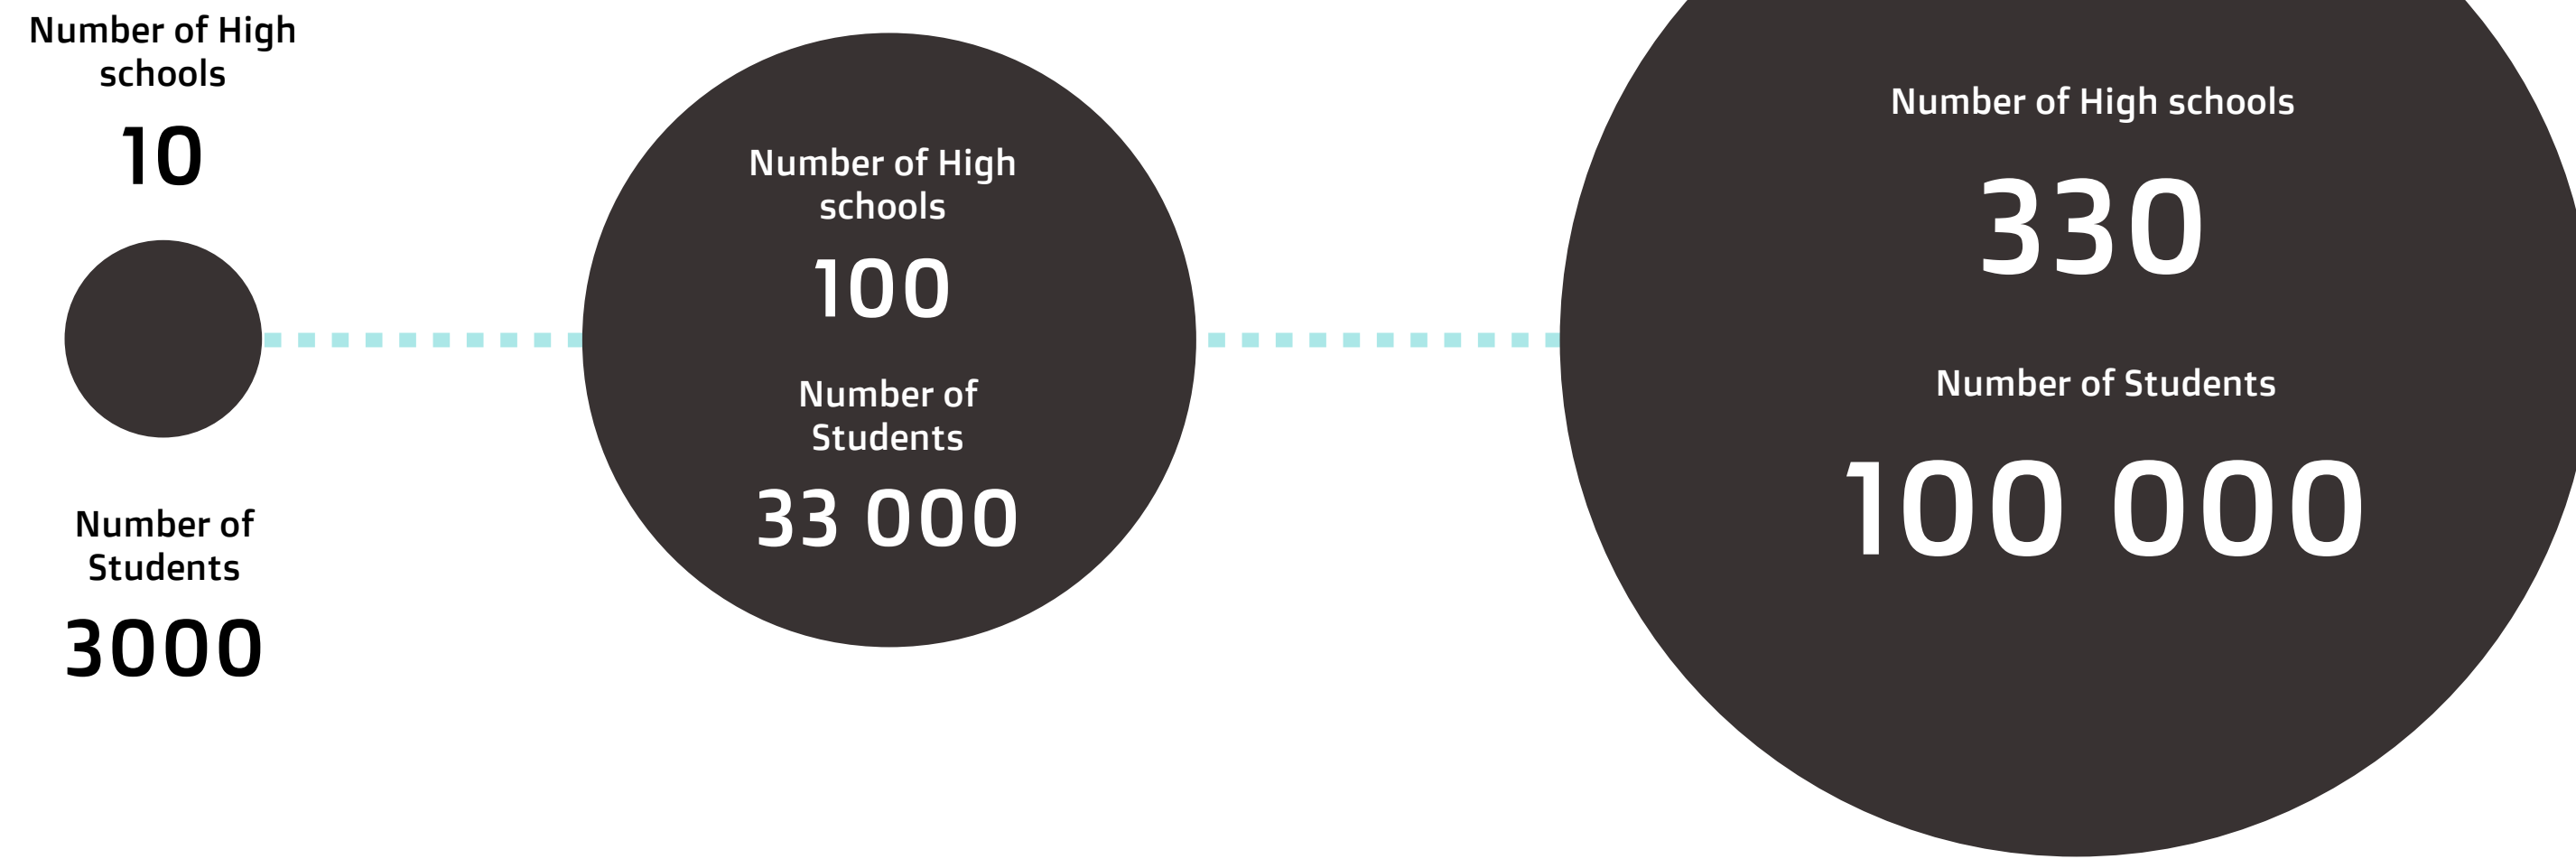 Number of High
schools
10
Number of
Students
3000
Number of High
schools
100
Number of
Students
33 000
Number of High schools
330
Number of Students
100 000